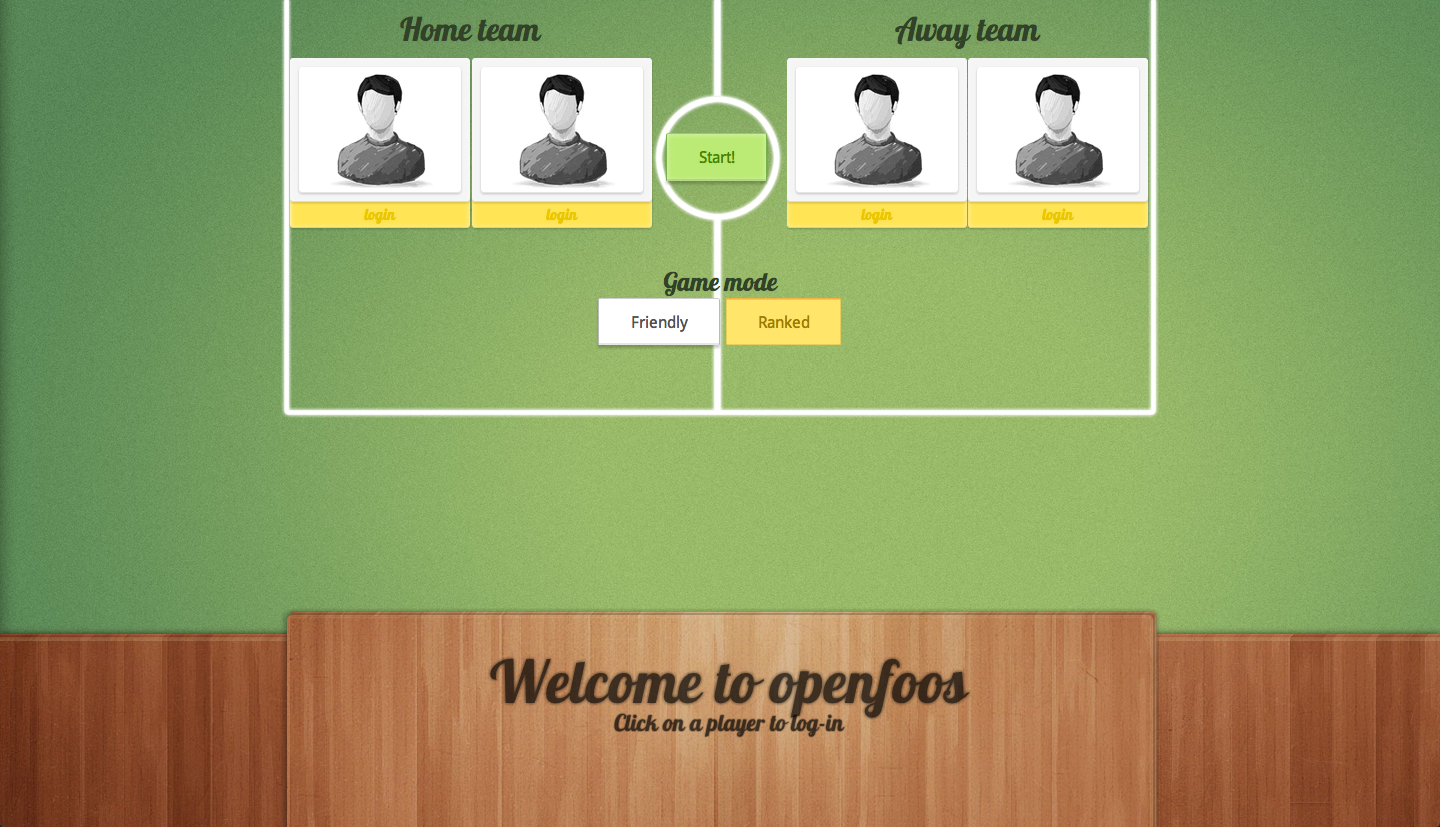 Home team
Away team
Start!
login
login
login
login
Game mode
Friendly
Ranked
Welcome to openfoos
Click on a player to log-in